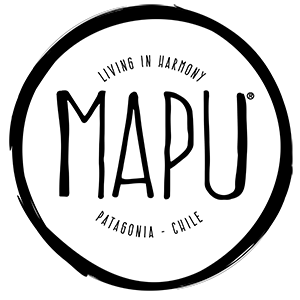 LIVING IN HARMONY
MAPU®
PATAGONIA - CHILE